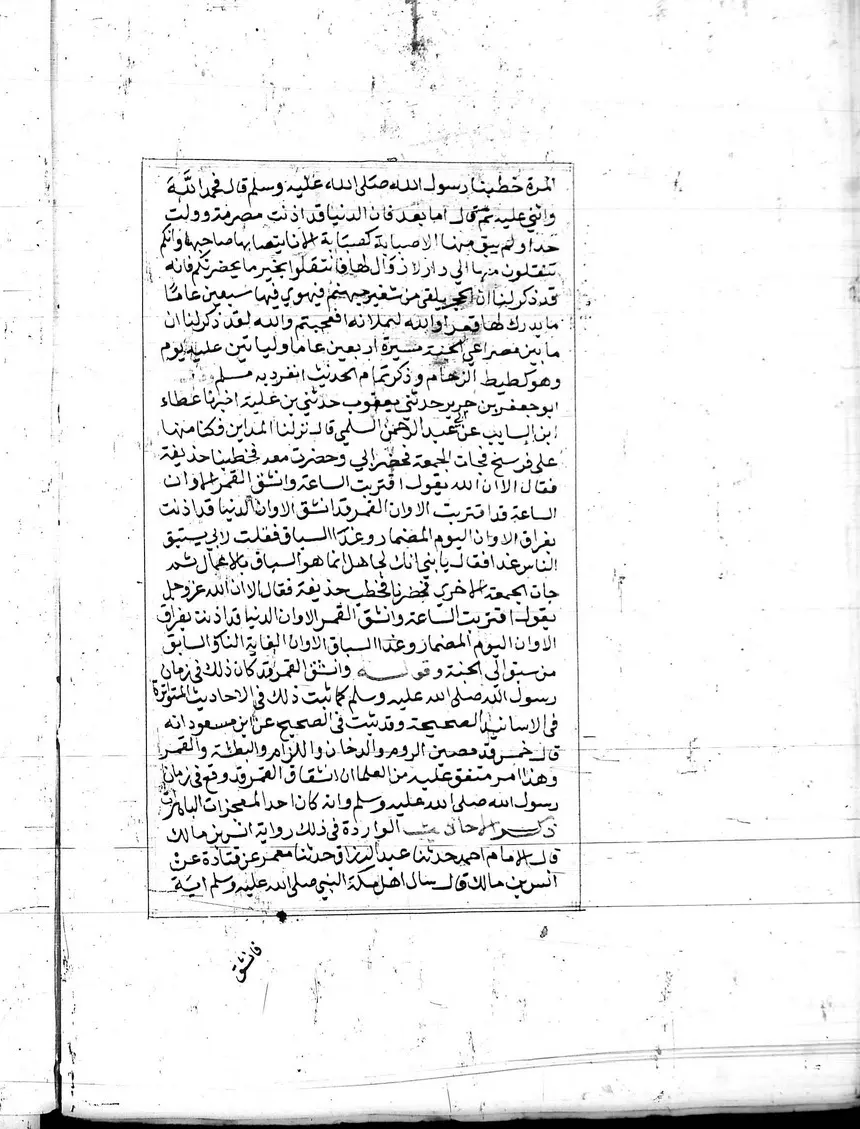 المرة خطبنا رسول الله صلى الله عليه وسلم قال فحمد الله
واثني عليه ثم قال اما بعد فان الدنيا قد اذنت بصرمة وولت
حذا ولم يبق منها الا صبابة كصبابة الانا يتصابها صاحبها وانكم
تنتقلون منها الي دار لا زوال لها فانتقلوا بخير ما يحضرنكم فانه
قد ذكر لنا ان الحجر يلقى من شفير جهنم فيهوي فيها سبعين عاما
ما يدرك لها قعرا والله لتملانه افعجبتم والله لقد ذكر لنا ان
ما بين مصراعي الجنة مسيرة اربعين عاما ولياتين عليه يوم
وهو كظيظ الزحام وذكر تمام الحديث انفرد به مسلم
ابو جعفر بن جرير حدثني يعقوب حدثني بن علية اخبرنا عطاء
ابن السايب عن ابي عبد الرحمن السلمي قال نزلنا المداين فكنا منها
على فرسخ فجات الجمعة فحضر ابي وحضرت معه فخطبنا حذيفة
فقال الا ان الله يقول اقتربت الساعة وانشق القمر الا وان
الساعة قد اقتربت الا وان القمر قد انشق الا وان الدنيا قد اذنت
بفراق الا وان اليوم المضمار وغدا السباق فقلت لابي يستبق
الناس غدا فقال يا بني انك لجاهل انما هو السباق بالاعمال ثم
جات الجمعة الاخري فحضرنا فخطب حذيفة فقال الا ان الله عز وجل
يقول اقتربت الساعة وانشق القمر الا وان الدنيا قد اذنت بفراق
الا وان اليوم المضمار وغدا السباق الا وان الغاية النار والسابق
من سبق الي الجنة وقوله وانشق القمر قد كان ذلك في زمان
رسول الله صلى الله عليه وسلم كما ثبت ذلك في الاحاديث المتواترة
في الاسانيد الصحيحة وقد ثبت في الصحيح عن ابن مسعود انه
قال خمس قد مضين الروم والدخان واللزام والبطشة والقمر
وهذا امر متفق عليه من العلما ان انشقاق القمر قد وقع في زمان
رسول الله صلى الله عليه وسلم وانه كان احد المعجزات الباهرات
ذكر الاحاديث الواردة في ذلك رواية انس بن مالك
قال الامام احمد حدثنا عبد الرزاق حدثنا معمر عن قتادة عن
انس بن مالك قال سال اهل مكة النبي صلى الله عليه وسلم اية
فانشق